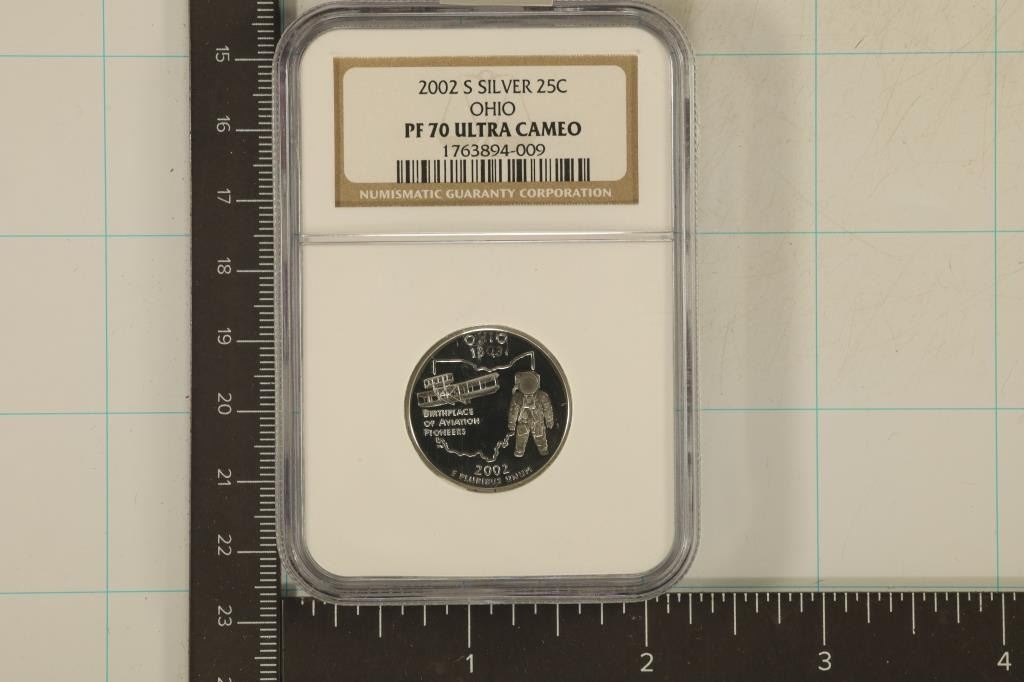 2002 S SILVER 25C
OHIO
PF 70 ULTRA CAMEO
1763894-009
NUMISMATIC GUARANTY CORPORATION
OHIO
1803
BIRTHPLACE
OF AVIATION
PIONEERS
2002
E PLURIBUS UNUM
15
16
17
18
19
20
21
22
23
1 2 3 4